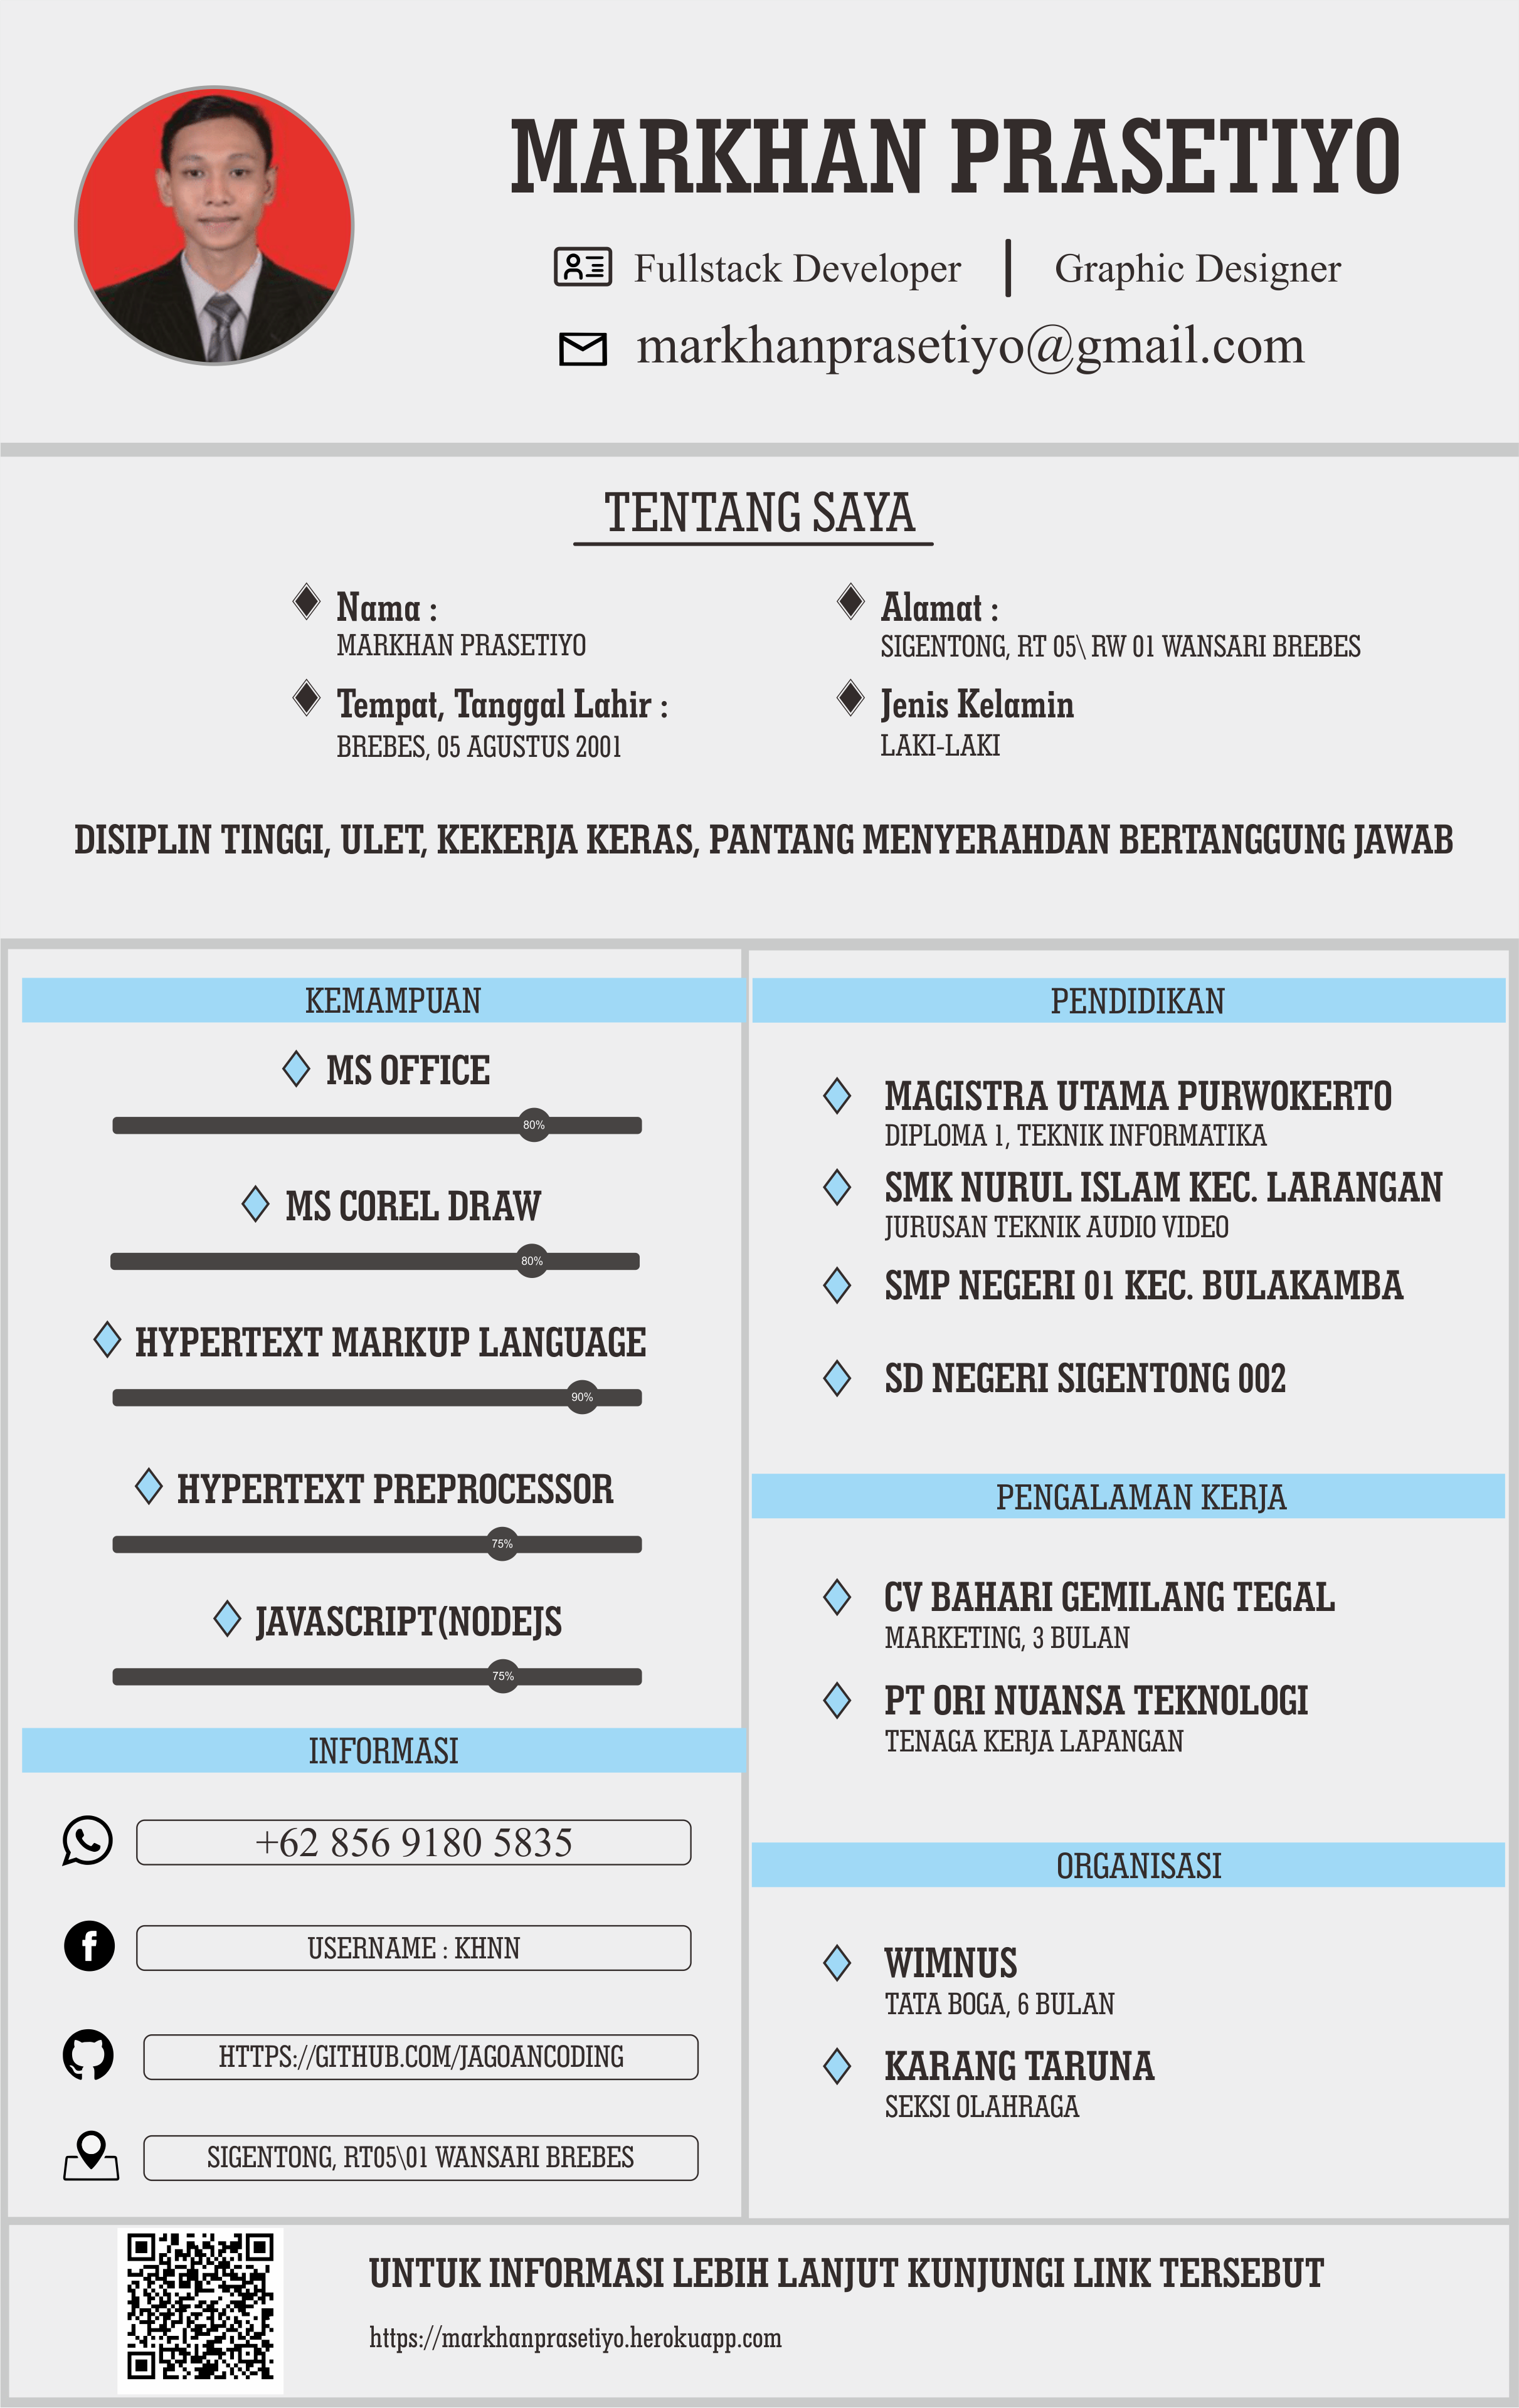 MARKHAN PRASETIYO
Fullstack Developer | Graphic Designer
markhanprasetiyo@gmail.com
TENTANG SAYA
Nama :
MARKHAN PRASETIYO
Alamat :
SIGENTONG, RT 05\ RW 01 WANSARI BREBES
Tempat, Tanggal Lahir :
BREBES, 05 AGUSTUS 2001
Jenis Kelamin
LAKI-LAKI
DISIPLIN TINGGI, ULET, KEKERJA KERAS, PANTANG MENYERAHDAN BERTANGGUNG JAWAB
KEMAMPUAN
MS OFFICE
80%
MS COREL DRAW
80%
HYPERTEXT MARKUP LANGUAGE
90%
HYPERTEXT PREPROCESSOR
75%
JAVASCRIPT(NODEJS
75%
INFORMASI
+62 856 9180 5835
USERNAME : KHNN
HTTPS://GITHUB.COM/JAGOANCODING
SIGENTONG, RT05\01 WANSARI BREBES
PENDIDIKAN
MAGISTRA UTAMA PURWOKERTO
DIPLOMA 1, TEKNIK INFORMATIKA
SMK NURUL ISLAM KEC. LARANGAN
JURUSAN TEKNIK AUDIO VIDEO
SMP NEGERI 01 KEC. BULAKAMBA
SD NEGERI SIGENTONG 002
PENGALAMAN KERJA
CV BAHARI GEMILANG TEGAL
MARKETING, 3 BULAN
PT ORI NUANSA TEKNOLOGI
TENAGA KERJA LAPANGAN
ORGANISASI
WIMNUS
TATA BOGA, 6 BULAN
KARANG TARUNA
SEKSI OLAHRAGA
UNTUK INFORMASI LEBIH LANJUT KUNJUNGI LINK TERSEBUT
https://markhanprasetiyo.herokuapp.com